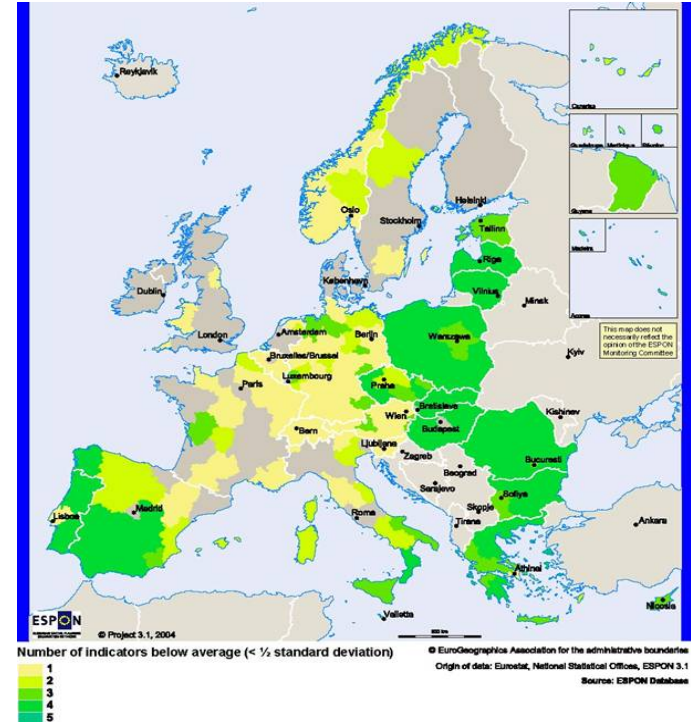 Reykjavik
Canarias
Guadeloupe Martinique Réunion
Guyane
Madeira
Acores
This map does not
necessarily reflect the
opinion of the ESPON
Monitoring Committee
Oslo
Helsinki
Stockholm
Tallinn
Riga
Dublin
København
Vilnius
Minsk
London
Amsterdam
Berlin
Warszawa
Bruxelles/Brussel
Kyiv
Luxembourg
Praha
Paris
Bratislava
Wien
Budapest
Kishinev
Bern
Ljubljana
Zagreb
Beograd
Bucuresti
Sarajevo
Sofiya
Skopje
Madrid
Lisboa
Roma
Tirana
Ankara
Athinai
Valletta
Nicosia
ESPON
© Project 3.1, 2004
Number of indicators below average (< ½ standard deviation)
1
2
3
4
5
© EuroGeographics Association for the administrative boundaries
Origin of data: Eurostat, National Statistical Offices, ESPON 3.1
Source: ESPON Database